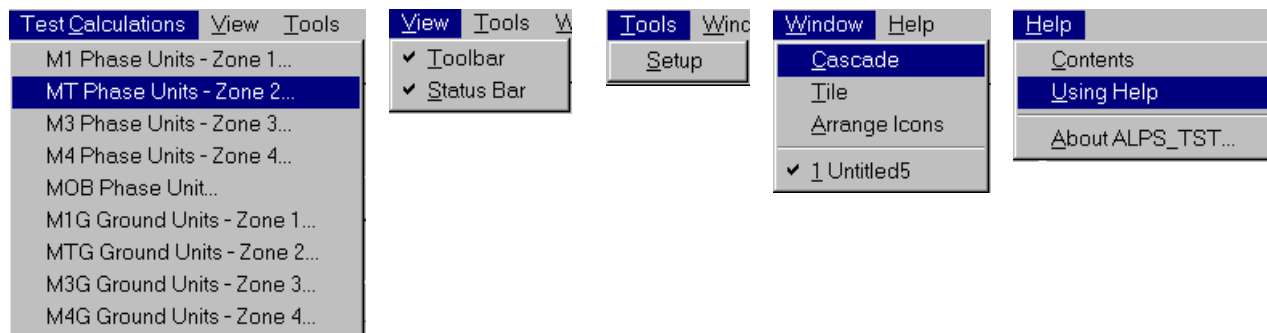 Test Calculations View Tools
M1 Phase Units - Zone 1...
MT Phase Units - Zone 2...
M3 Phase Units - Zone 3...
M4 Phase Units - Zone 4...
MOB Phase Unit...
M1G Ground Units - Zone 1...
MTG Ground Units - Zone 2...
M3G Ground Units - Zone 3...
M4G Ground Units - Zone 4...
View Tools W
✔ Toolbar
✔ Status Bar
Tools Winc
Setup
Window Help
Cascade
Tile
Arrange Icons
✔ 1 Untitled5
Help
Contents
Using Help
About ALPS_TST...